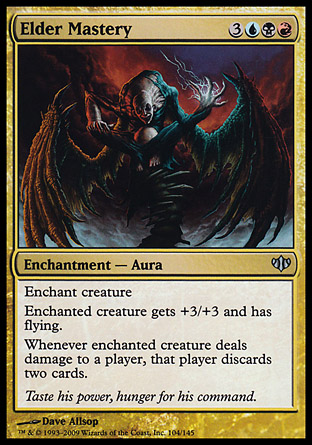 Elder Mastery 3
Enchantment — Aura
Enchant creature
Enchanted creature gets +3/+3 and has
flying.
Whenever enchanted creature deals
damage to a player, that player discards
two cards.
Taste his power, hunger for his command.
Dave Allsop
™ & © 1993–2009 Wizards of the Coast, Inc. 104/145